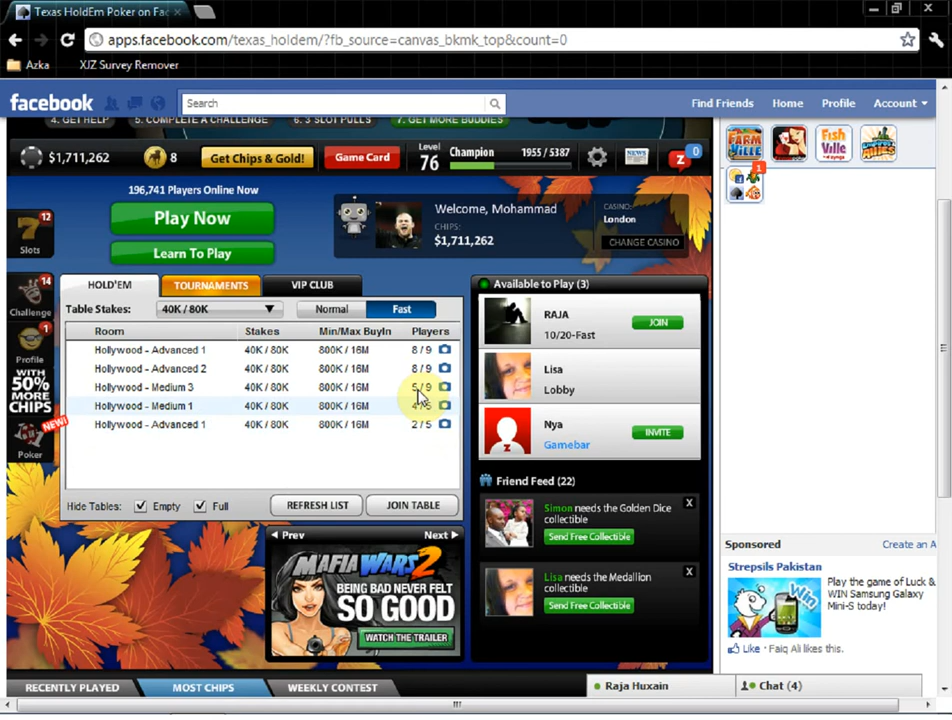 Texas HoldEm Poker on Fac
apps.facebook.com/texas_holdem/?fb_source=canvas_bkmk_top&count=0
Azka XJZ Survey Remover
facebook Search Find Friends Home Profile Account
4. GET HELP 5. COMPLETE A CHALLENGE 6. 3 SLOT PULLS 7. GET MORE BUDDIES
$1,711,262 8 Get Chips & Gold! Game Card Level 76 Champion 1955 / 5387 NEWS Z 0
FARM VILLE Fish Ville
1
196,741 Players Online Now
Play Now
Learn To Play
Welcome, Mohammad
CHIPS:
$1,711,262
CASINO:
London
CHANGE CASINO
12
7
Slots
14
Challenge
1
Profile
WITH
50%
MORE
CHIPS
NEW!
Poker
HOLD'EM TOURNAMENTS VIP CLUB
Table Stakes: 40K / 80K Normal Fast
Room Stakes Min/Max BuyIn Players
Hollywood - Advanced 1 40K / 80K 800K / 16M 8 / 9
Hollywood - Advanced 2 40K / 80K 800K / 16M 8 / 9
Hollywood - Medium 3 40K / 80K 800K / 16M 5 / 9
Hollywood - Medium 1 40K / 80K 800K / 16M 4 / 5
Hollywood - Advanced 1 40K / 80K 800K / 16M 2 / 5
Hide Tables: Empty Full REFRESH LIST JOIN TABLE
Available to Play (3)
RAJA
10/20-Fast
JOIN
Lisa
Lobby
Nya
Gamebar
INVITE
Friend Feed (22)
Simon needs the Golden Dice
collectible
Send Free Collectible
X
Lisa needs the Medallion
collectible
Send Free Collectible
X
Prev Next
MAFIA WARS 2
BEING BAD NEVER FELT
SO GOOD
WATCH THE TRAILER
Sponsored Create an A
Strepsils Pakistan
Play the game of Luck &
WIN Samsung Galaxy
Mini-S today!
Win
Like · Faiq Ali likes this.
RECENTLY PLAYED MOST CHIPS WEEKLY CONTEST
Raja Huxain Chat (4)